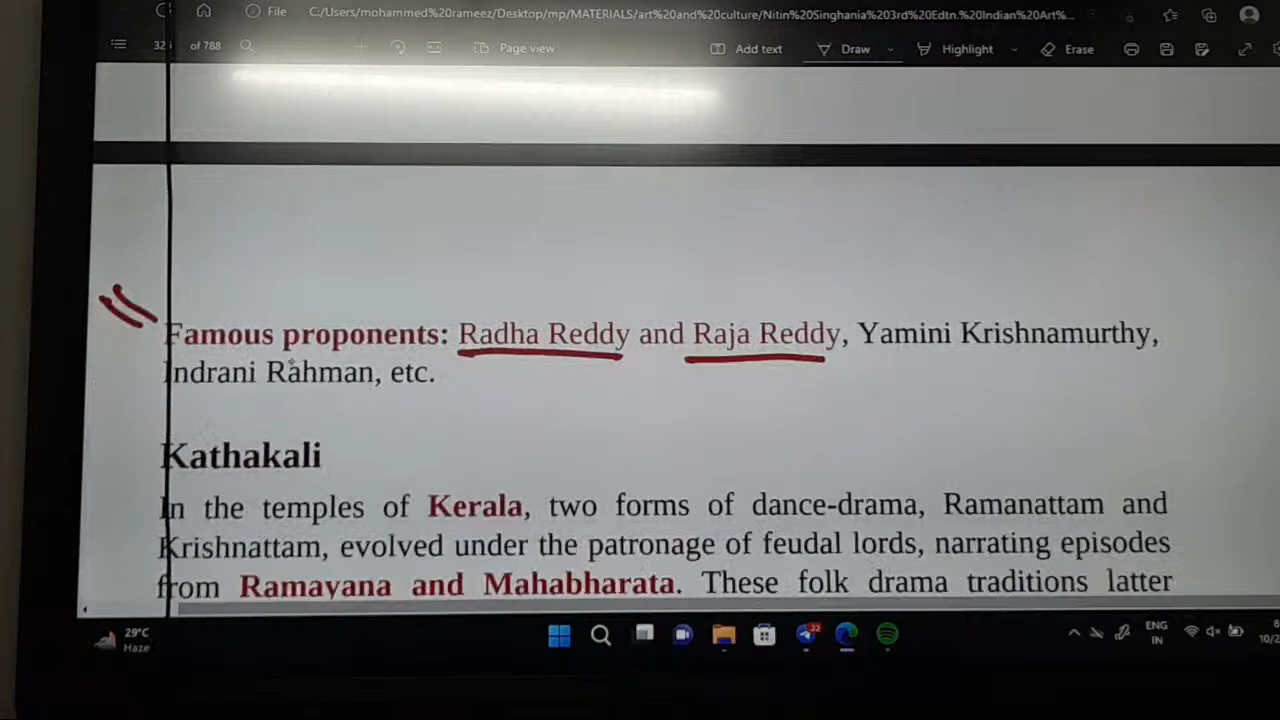 File C:/Users/mohammed%20rameez/Desktop/mp/MATERIALS/art%20and%20culture/Nitin%20Singhania%203rd%20Edtn.%20Indian%20Art%...
of 788 Page view Add text Draw Highlight Erase
Famous proponents: Radha Reddy and Raja Reddy, Yamini Krishnamurthy,
Indrani Rahman, etc.
Kathakali
In the temples of Kerala, two forms of dance-drama, Ramanattam and
Krishnattam, evolved under the patronage of feudal lords, narrating episodes
from Ramayana and Mahabharata. These folk drama traditions latter
29°C
Haze
22
ENG
IN